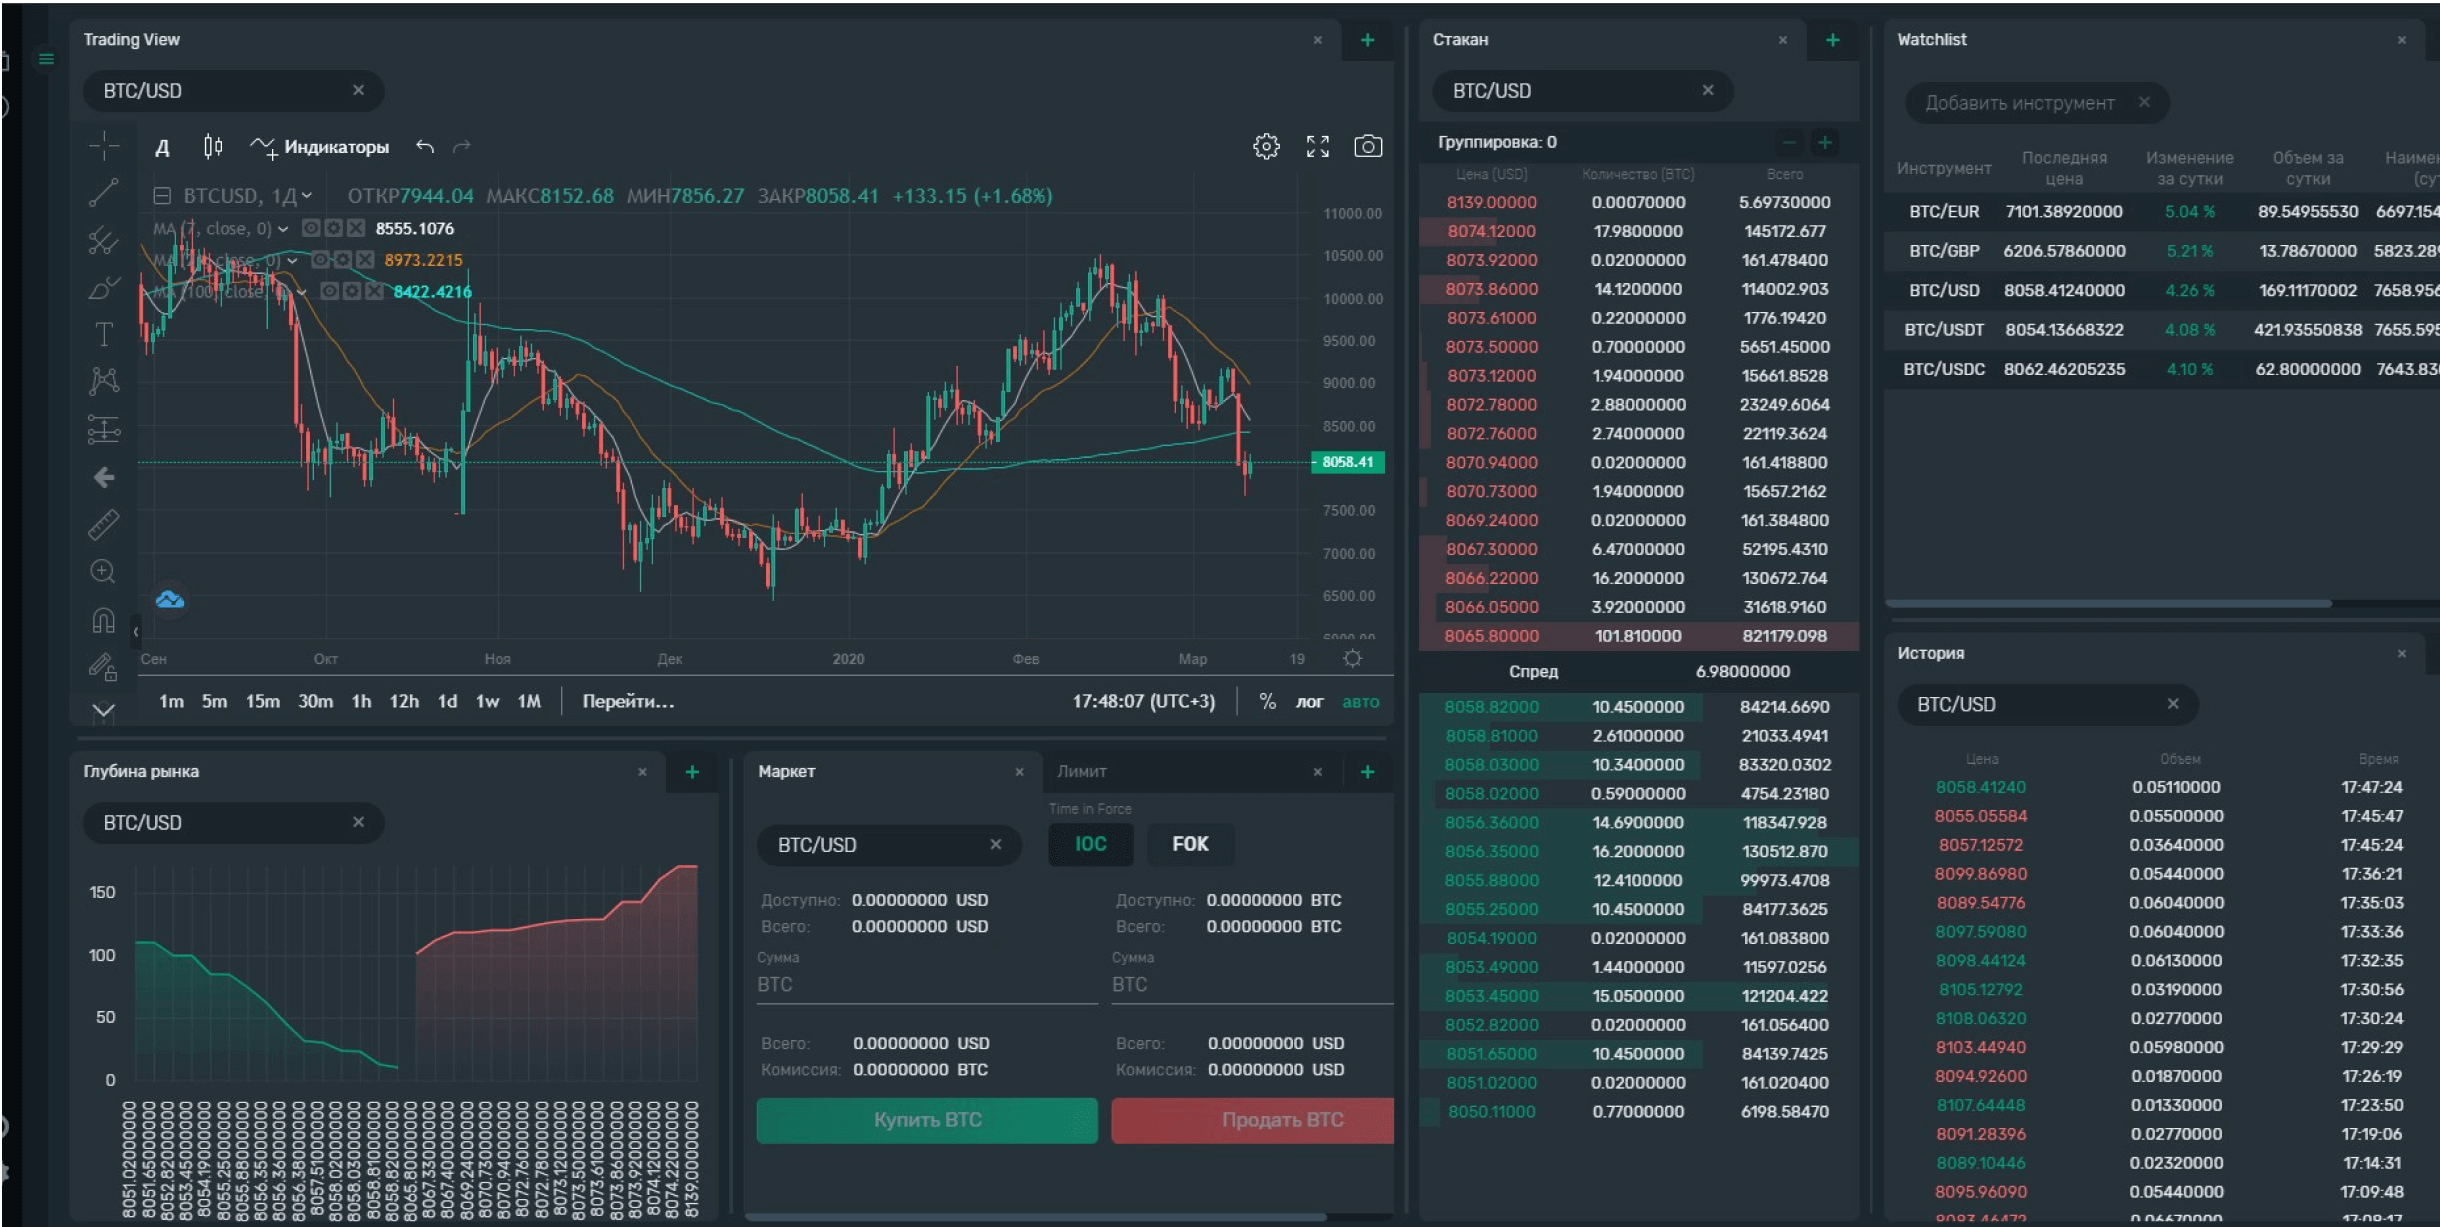 Trading View
BTC/USD
Д Индикаторы
BTCUSD, 1Д ОТКР7944.04 МАКС8152.68 МИН7856.27 ЗАКР8058.41 +133.15 (+1.68%)
MA (7, close, 0) 8555.1076
8973.2215
MA (100, close, 8422.4216
11000.00
10500.00
10000.00
9500.00
9000.00
8500.00
8058.41
7500.00
7000.00
6500.00
Сен Окт Ноя Дек 2020 Фев Мар 19
1m 5m 15m 30m 1h 12h 1d 1w 1M Перейти... 17:48:07 (UTC+3) % лог авто
Глубина рынка
BTC/USD
150
100
50
0
8051.02000000
8051.65000000
8052.82000000
8053.45000000
8054.19000000
8055.25000000
8055.88000000
8056.35000000
8056.36000000
8056.38000000
8057.51000000
8058.02000000
8058.03000000
8058.81000000
8058.82000000
8065.80000000
8067.33000000
8067.40000000
8069.24000000
8070.73000000
8070.94000000
8072.76000000
8072.78000000
8073.12000000
8073.50000000
8073.61000000
8073.86000000
8073.92000000
8074.12000000
8074.22000000
8139.00000000
Маркет Лимит
Time in Force
BTC/USD IOC FOK
Доступно: 0.00000000 USD Доступно: 0.00000000 BTC
Всего: 0.00000000 USD Всего: 0.00000000 BTC
Сумма Сумма
BTC BTC
Всего: 0.00000000 USD Всего: 0.00000000 USD
Комиссия: 0.00000000 BTC Комиссия: 0.00000000 USD
Купить BTC Продать BTC
Стакан
BTC/USD
Группировка: 0
Цена (USD) Количество (BTC) Всего
8139.00000 0.00070000 5.69730000
8074.12000 17.9800000 145172.677
8073.92000 0.02000000 161.478400
8073.86000 14.1200000 114002.903
8073.61000 0.22000000 1776.19420
8073.50000 0.70000000 5651.45000
8073.12000 1.94000000 15661.8528
8072.78000 2.88000000 23249.6064
8072.76000 2.74000000 22119.3624
8070.94000 0.02000000 161.418800
8070.73000 1.94000000 15657.2162
8069.24000 0.02000000 161.384800
8067.30000 6.47000000 52195.4310
8066.22000 16.2000000 130672.764
8066.05000 3.92000000 31618.9160
8065.80000 101.810000 821179.098
Спред 6.98000000
8058.82000 10.4500000 84214.6690
8058.81000 2.61000000 21033.4941
8058.03000 10.3400000 83320.0302
8058.02000 0.59000000 4754.23180
8056.36000 14.6900000 118347.928
8056.35000 16.2000000 130512.870
8055.88000 12.4100000 99973.4708
8055.25000 10.4500000 84177.3625
8054.19000 0.02000000 161.083800
8053.49000 1.44000000 11597.0256
8053.45000 15.0500000 121204.422
8052.82000 0.02000000 161.056400
8051.65000 10.4500000 84139.7425
8051.02000 0.02000000 161.020400
8050.11000 0.77000000 6198.58470
Watchlist
Добавить инструмент
Инструмент Последняя цена Изменение за сутки Объем за сутки
BTC/EUR 7101.38920000 5.04 % 89.54955530 6697.154
BTC/GBP 6206.57860000 5.21 % 13.78670000 5823.289
BTC/USD 8058.41240000 4.26 % 169.11170002 7658.956
BTC/USDT 8054.13668322 4.08 % 421.93550838 7655.595
BTC/USDC 8062.46205235 4.10 % 62.80000000 7643.830
История
BTC/USD
Цена Объем Время
8058.41240 0.05110000 17:47:24
8055.05584 0.05500000 17:45:47
8057.12572 0.03640000 17:45:24
8099.86980 0.05440000 17:36:21
8089.54776 0.06040000 17:35:03
8097.59080 0.06040000 17:33:36
8098.44124 0.06130000 17:32:35
8105.12792 0.03190000 17:30:56
8108.06320 0.02770000 17:30:24
8103.44940 0.05980000 17:29:29
8094.92600 0.01870000 17:26:19
8107.64448 0.01330000 17:23:50
8091.28396 0.02770000 17:19:06
8089.10446 0.02320000 17:14:31
8095.96090 0.05440000 17:09:48